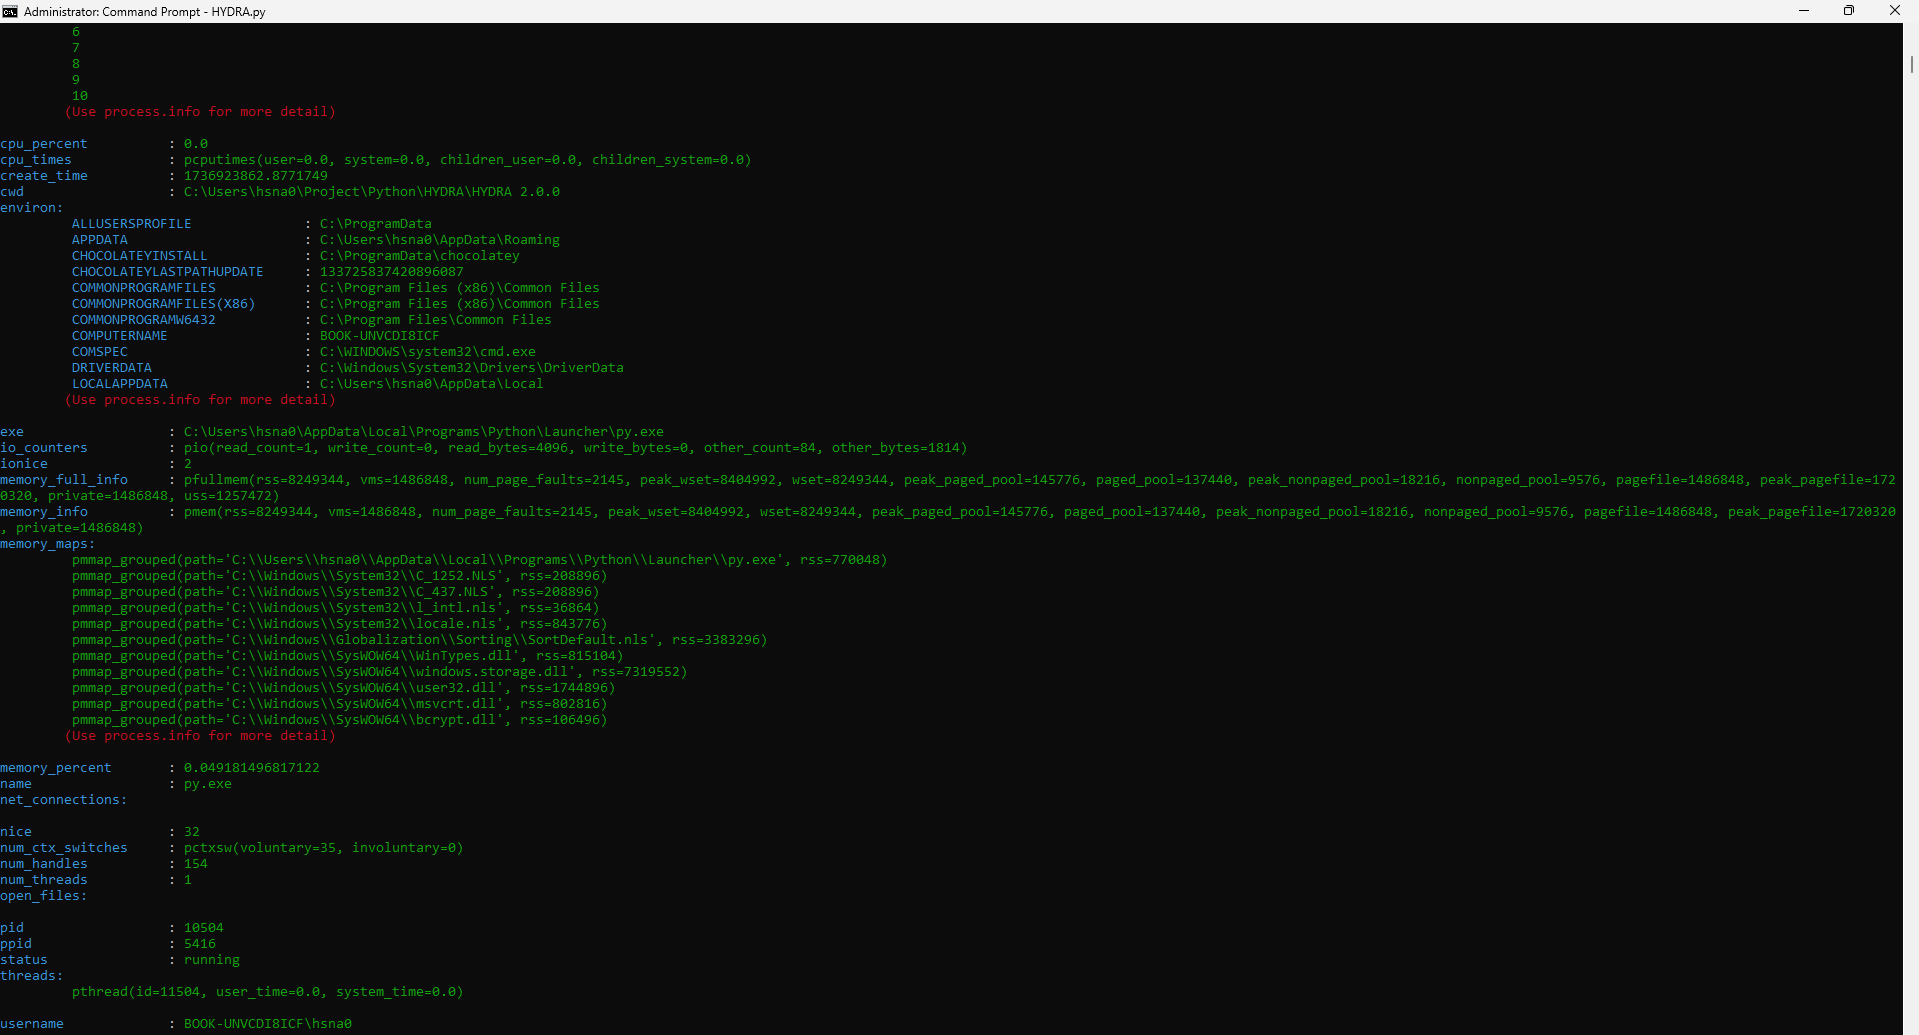 Administrator: Command Prompt - HYDRA.py
6
7
8
9
10
(Use process.info for more detail)
cpu_percent : 0.0
cpu_times : pcputimes(user=0.0, system=0.0, children_user=0.0, children_system=0.0)
create_time : 1736923862.8771749
cwd : C:\Users\hsna0\Project\Python\HYDRA\HYDRA 2.0.0
environ:
ALLUSERSPROFILE : C:\ProgramData
APPDATA : C:\Users\hsna0\AppData\Roaming
CHOCOLATEYINSTALL : C:\ProgramData\chocolatey
CHOCOLATEYLASTPATHUPDATE : 133725837420896087
COMMONPROGRAMFILES : C:\Program Files (x86)\Common Files
COMMONPROGRAMFILES(X86) : C:\Program Files (x86)\Common Files
COMMONPROGRAMW6432 : C:\Program Files\Common Files
COMPUTERNAME : BOOK-UNVCDI8ICF
COMSPEC : C:\WINDOWS\system32\cmd.exe
DRIVERDATA : C:\Windows\System32\Drivers\DriverData
LOCALAPPDATA : C:\Users\hsna0\AppData\Local
(Use process.info for more detail)
exe : C:\Users\hsna0\AppData\Local\Programs\Python\Launcher\py.exe
io_counters : pio(read_count=1, write_count=0, read_bytes=4096, write_bytes=0, other_count=84, other_bytes=1814)
ionice : 2
memory_full_info : pfullmem(rss=8249344, vms=1486848, num_page_faults=2145, peak_wset=8404992, wset=8249344, peak_paged_pool=145776, paged_pool=137440, peak_nonpaged_pool=18216, nonpaged_pool=9576, pagefile=1486848, peak_pagefile=172
0320, private=1486848, uss=1257472)
memory_info : pmem(rss=8249344, vms=1486848, num_page_faults=2145, peak_wset=8404992, wset=8249344, peak_paged_pool=145776, paged_pool=137440, peak_nonpaged_pool=18216, nonpaged_pool=9576, pagefile=1486848, peak_pagefile=1720320
, private=1486848)
memory_maps:
pmmap_grouped(path='C:\\Users\\hsna0\\AppData\\Local\\Programs\\Python\\Launcher\\py.exe', rss=770048)
pmmap_grouped(path='C:\\Windows\\System32\\C_1252.NLS', rss=208896)
pmmap_grouped(path='C:\\Windows\\System32\\C_437.NLS', rss=208896)
pmmap_grouped(path='C:\\Windows\\System32\\l_intl.nls', rss=36864)
pmmap_grouped(path='C:\\Windows\\System32\\locale.nls', rss=843776)
pmmap_grouped(path='C:\\Windows\\Globalization\\Sorting\\SortDefault.nls', rss=3383296)
pmmap_grouped(path='C:\\Windows\\SysWOW64\\WinTypes.dll', rss=815104)
pmmap_grouped(path='C:\\Windows\\SysWOW64\\windows.storage.dll', rss=7319552)
pmmap_grouped(path='C:\\Windows\\SysWOW64\\user32.dll', rss=1744896)
pmmap_grouped(path='C:\\Windows\\SysWOW64\\msvcrt.dll', rss=802816)
pmmap_grouped(path='C:\\Windows\\SysWOW64\\bcrypt.dll', rss=106496)
(Use process.info for more detail)
memory_percent : 0.049181496817122
name : py.exe
net_connections:
nice : 32
num_ctx_switches : pctxsw(voluntary=35, involuntary=0)
num_handles : 154
num_threads : 1
open_files:
pid : 10504
ppid : 5416
status : running
threads:
pthread(id=11504, user_time=0.0, system_time=0.0)
username : BOOK-UNVCDI8ICF\hsna0